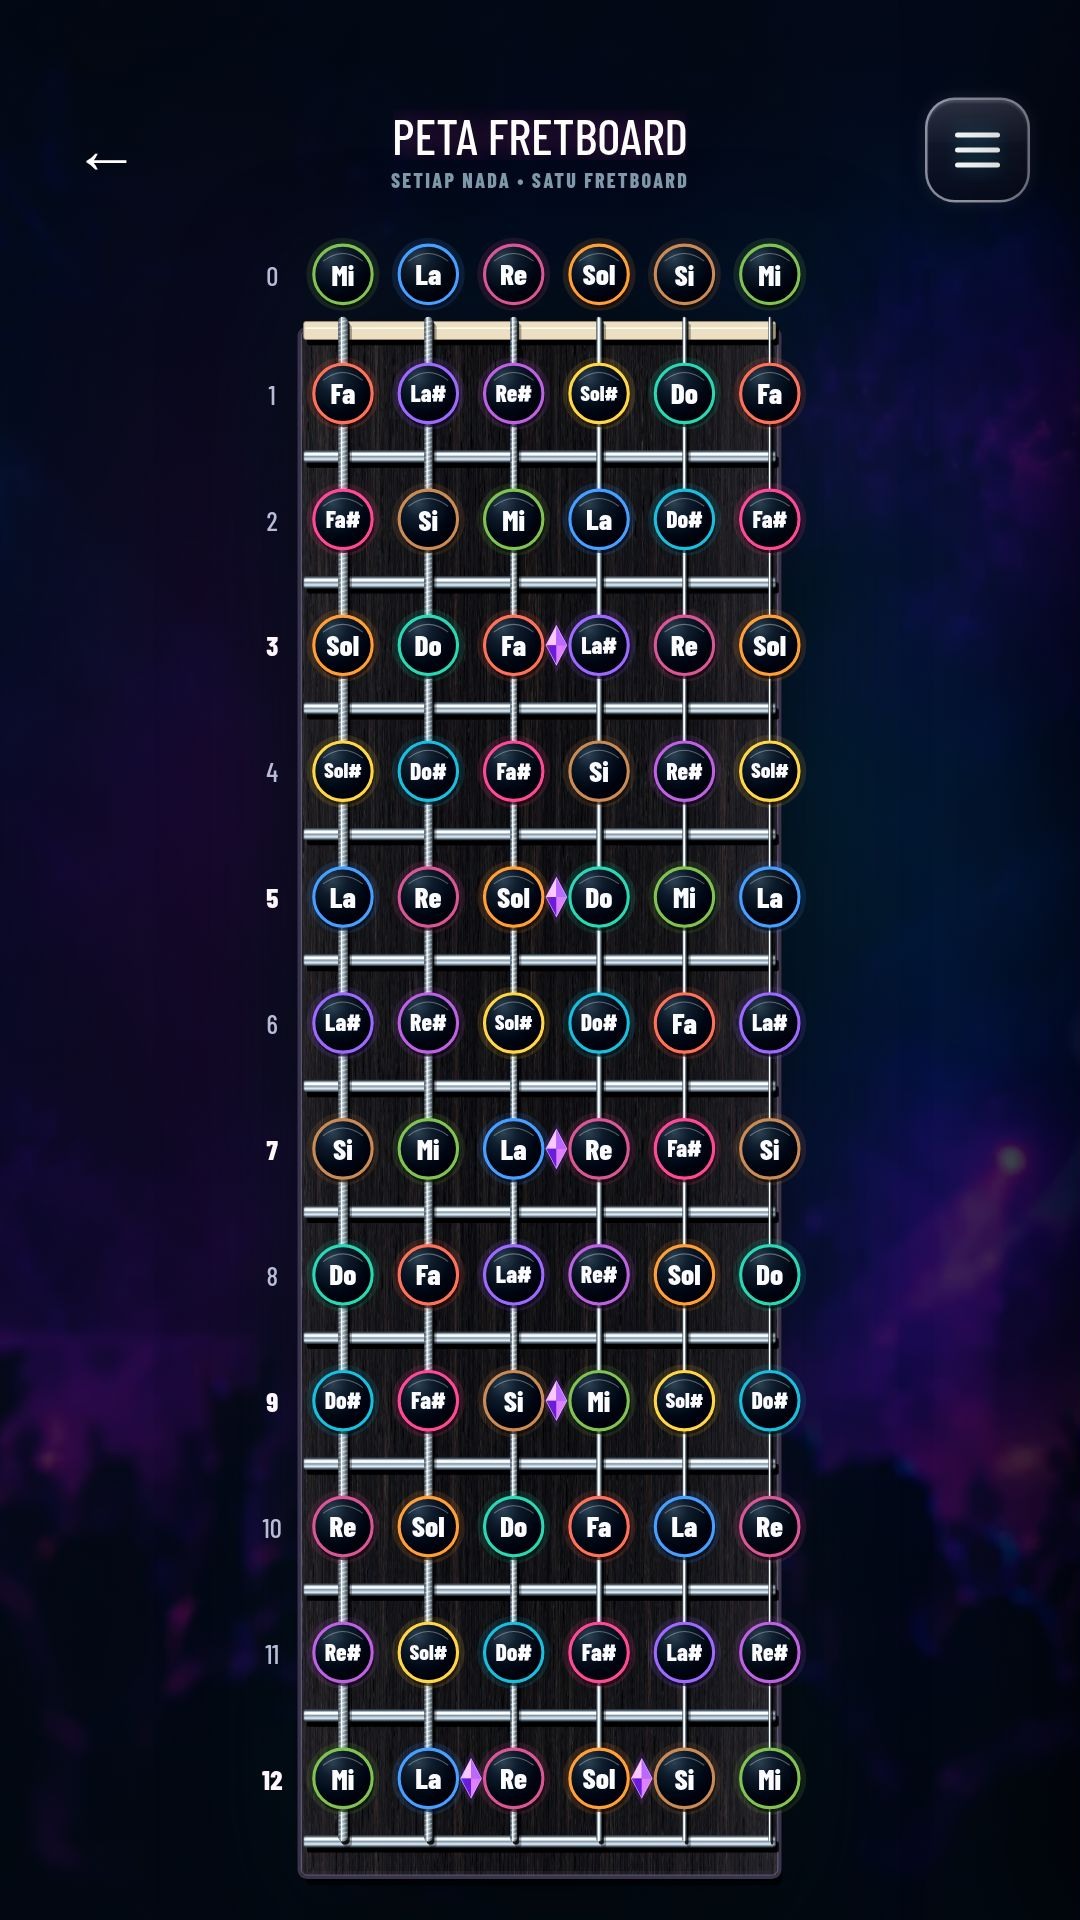 PETA FRETBOARD
SETIAP NADA • SATU FRETBOARD
0 Mi La Re Sol Si Mi
1 Fa La# Re# Sol# Do Fa
2 Fa# Si Mi La Do# Fa#
3 Sol Do Fa La# Re Sol
4 Sol# Do# Fa# Si Re# Sol#
5 La Re Sol Do Mi La
6 La# Re# Sol# Do# Fa La#
7 Si Mi La Re Fa# Si
8 Do Fa La# Re# Sol Do
9 Do# Fa# Si Mi Sol# Do#
10 Re Sol Do Fa La Re
11 Re# Sol# Do# Fa# La# Re#
12 Mi La Re Sol Si Mi